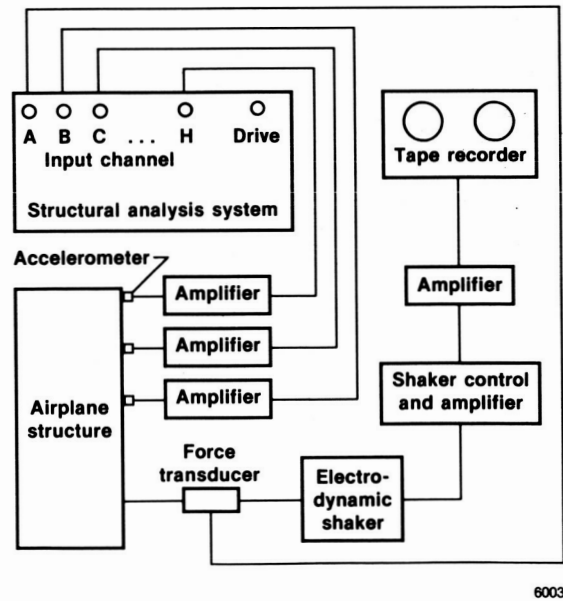 A B C ... H Drive
Input channel
Structural analysis system
Tape recorder
Accelerometer
Amplifier
Amplifier
Amplifier
Amplifier
Shaker control
and amplifier
Airplane
structure
Force
transducer
Electro-
dynamic
shaker
6003